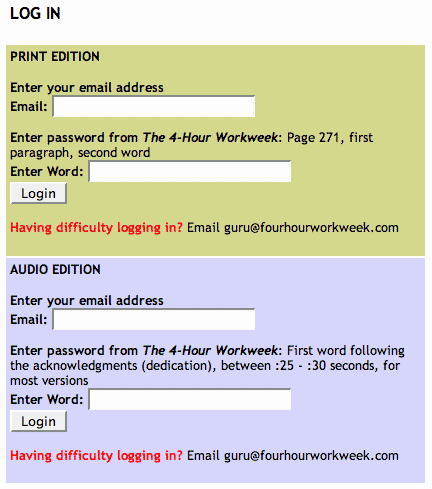 LOG IN
PRINT EDITION
Enter your email address
Email:
Enter password from The 4-Hour Workweek: Page 271, first
paragraph, second word
Enter Word:
Login
Having difficulty logging in? Email guru@fourhourworkweek.com
AUDIO EDITION
Enter your email address
Email:
Enter password from The 4-Hour Workweek: First word following
the acknowledgments (dedication), between :25 - :30 seconds, for
most versions
Enter Word:
Login
Having difficulty logging in? Email guru@fourhourworkweek.com